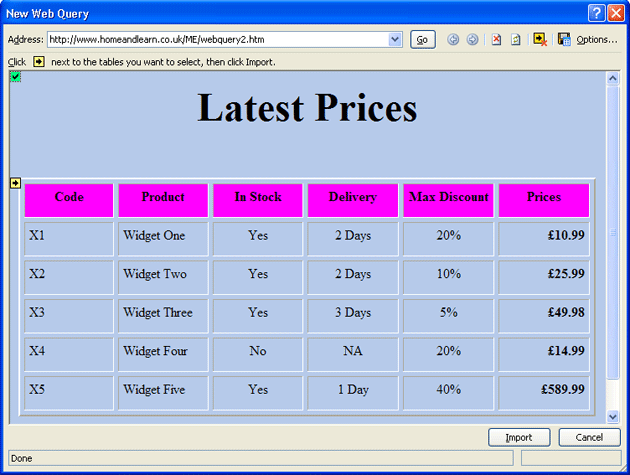 New Web Query
Address: http://www.homeandlearn.co.uk/ME/webquery2.htm Go Options...
Click next to the tables you want to select, then click Import.
Latest Prices
Code Product In Stock Delivery Max Discount Prices
X1 Widget One Yes 2 Days 20% £10.99
X2 Widget Two Yes 2 Days 10% £25.99
X3 Widget Three Yes 3 Days 5% £49.98
X4 Widget Four No NA 20% £14.99
X5 Widget Five Yes 1 Day 40% £589.99
Import Cancel
Done